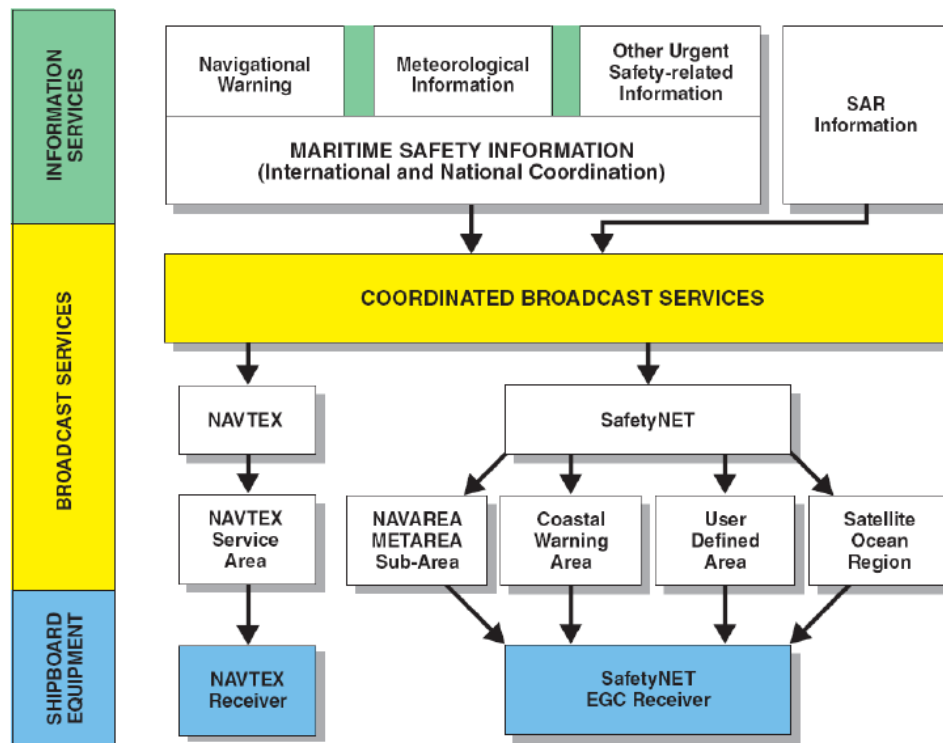 INFORMATION
SERVICES
Navigational
Warning
Meteorological
Information
Other Urgent
Safety-related
Information
SAR
Information
MARITIME SAFETY INFORMATION
(International and National Coordination)
BROADCAST SERVICES
COORDINATED BROADCAST SERVICES
NAVTEX
SafetyNET
NAVTEX
Service
Area
NAVAREA
METAREA
Sub-Area
Coastal
Warning
Area
User
Defined
Area
Satellite
Ocean
Region
SHIPBOARD
EQUIPMENT
NAVTEX
Receiver
SafetyNET
EGC Receiver